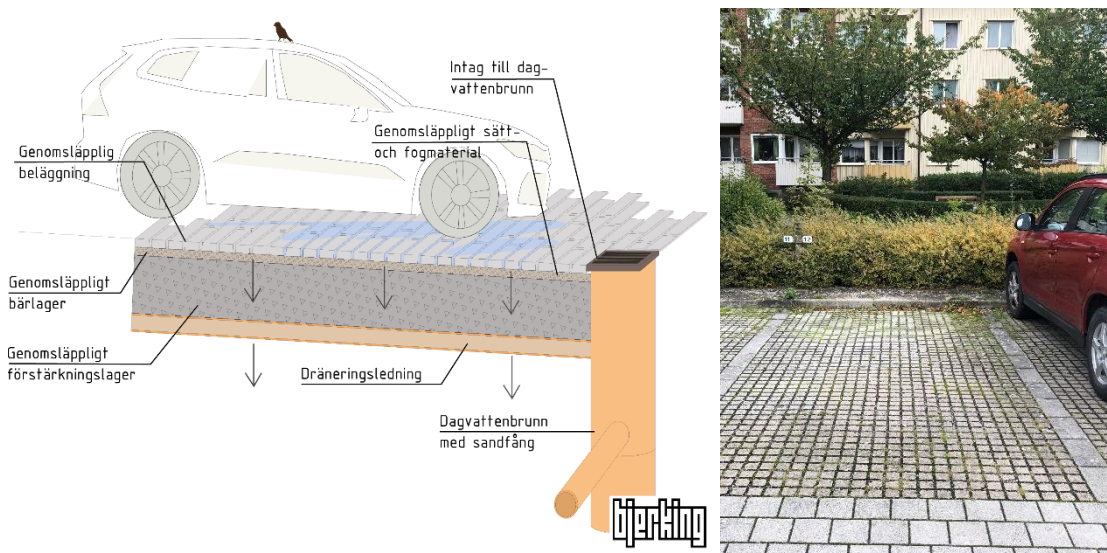 Intag till dag-
vattenbrunn
Genomsläppligt sätt-
och fogmaterial
Genomsläpplig
beläggning
Genomsläppligt
bärlager
Genomsläppligt
förstärkningslager
Dräneringsledning
Dagvattenbrunn
med sandfång
bjerking
11 12